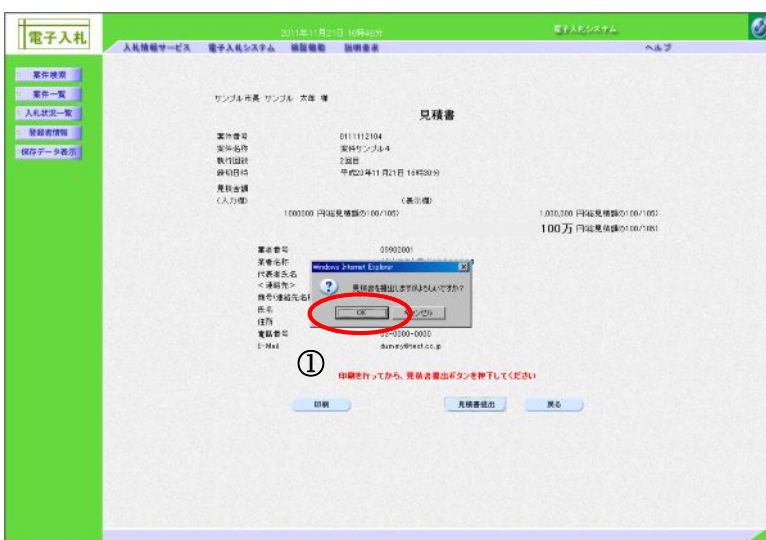 電子入札
2011年11月21日 16時46分
電子入札システム
入札情報サービス 電子入札システム 検証機能 説明要求 ヘルプ
案件検索
案件一覧
入札状況一覧
登録者情報
保存データ表示
サンプル市長 サンプル 太郎 様
見積書
案件番号 0111112104
案件名称 案件サンプル4
執行回数 2回目
締切日時 平成23年11月21日 16時30分
見積金額
(入力欄) (表示欄)
1000000 円(総見積額の100/105) 1,000,000 円(総見積額の100/105)
100万 円(総見積額の100/105)
業者番号 09900001
業者名称
代表者氏名
<連絡先>
商号(連絡先名称)
氏名
住所
電話番号 -0000-0000
E-Mail dummy@test.co.jp
Windows Internet Explorer
見積書を提出しますがよろしいですか?
OK キャンセル
①
印刷を行ってから、見積書提出ボタンを押下してください
印刷 見積書提出 戻る